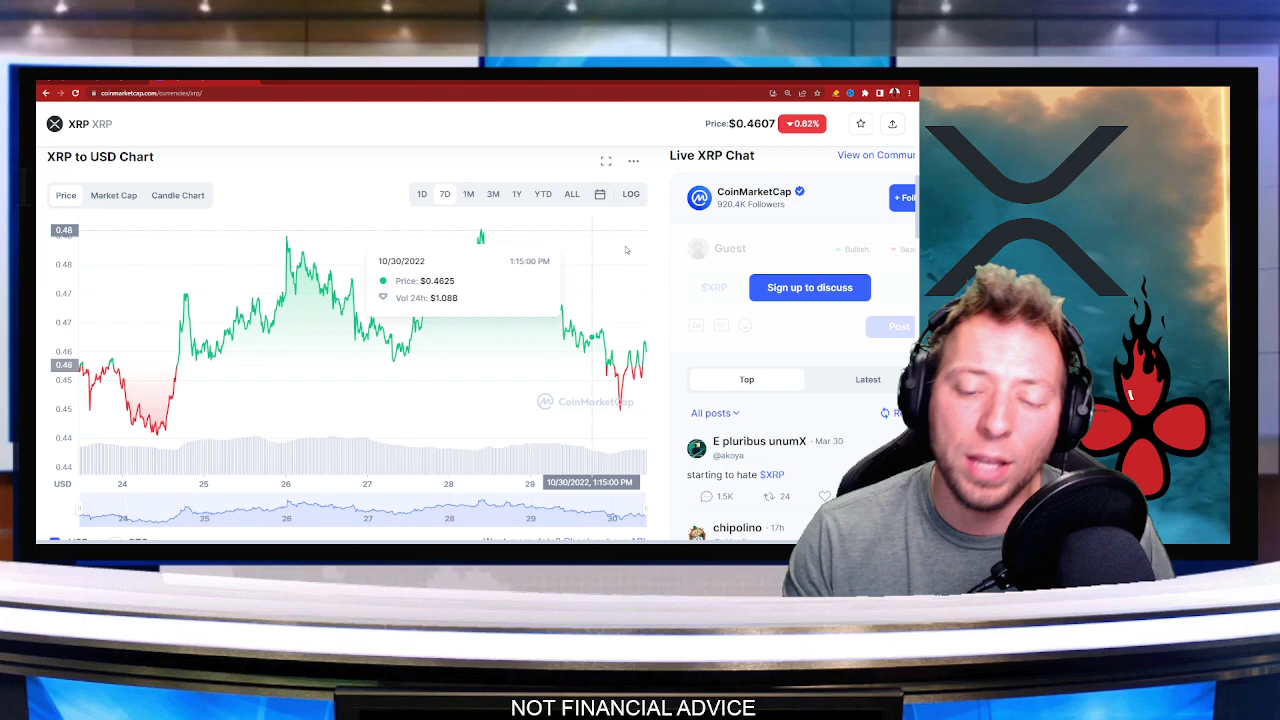 coinmarketcap.com/currencies/xrp/
XRP XRP
Price:$0.4607 0.62%
XRP to USD Chart
Price Market Cap Candle Chart
1D 7D 1M 3M 1Y YTD ALL LOG
0.48
0.48
0.47
0.47
0.46
0.46
0.45
0.45
0.44
0.44
10/30/2022 1:15:00 PM
Price: $0.4625
Vol 24h: $1.08B
CoinMarketCap
USD 24 25 26 27 28 29 10/30/2022, 1:15:00 PM
24 25 26 27 28 29 30
Live XRP Chat View on Commun
CoinMarketCap
920.4K Followers
+ Foll
Guest
Bullish Bea
$XRP
Sign up to discuss
Post
Top Latest
All posts
E pluribus unumX · Mar 30
@akoya
starting to hate $XRP
1.5K 24
chipolino · 17h
NOT FINANCIAL ADVICE